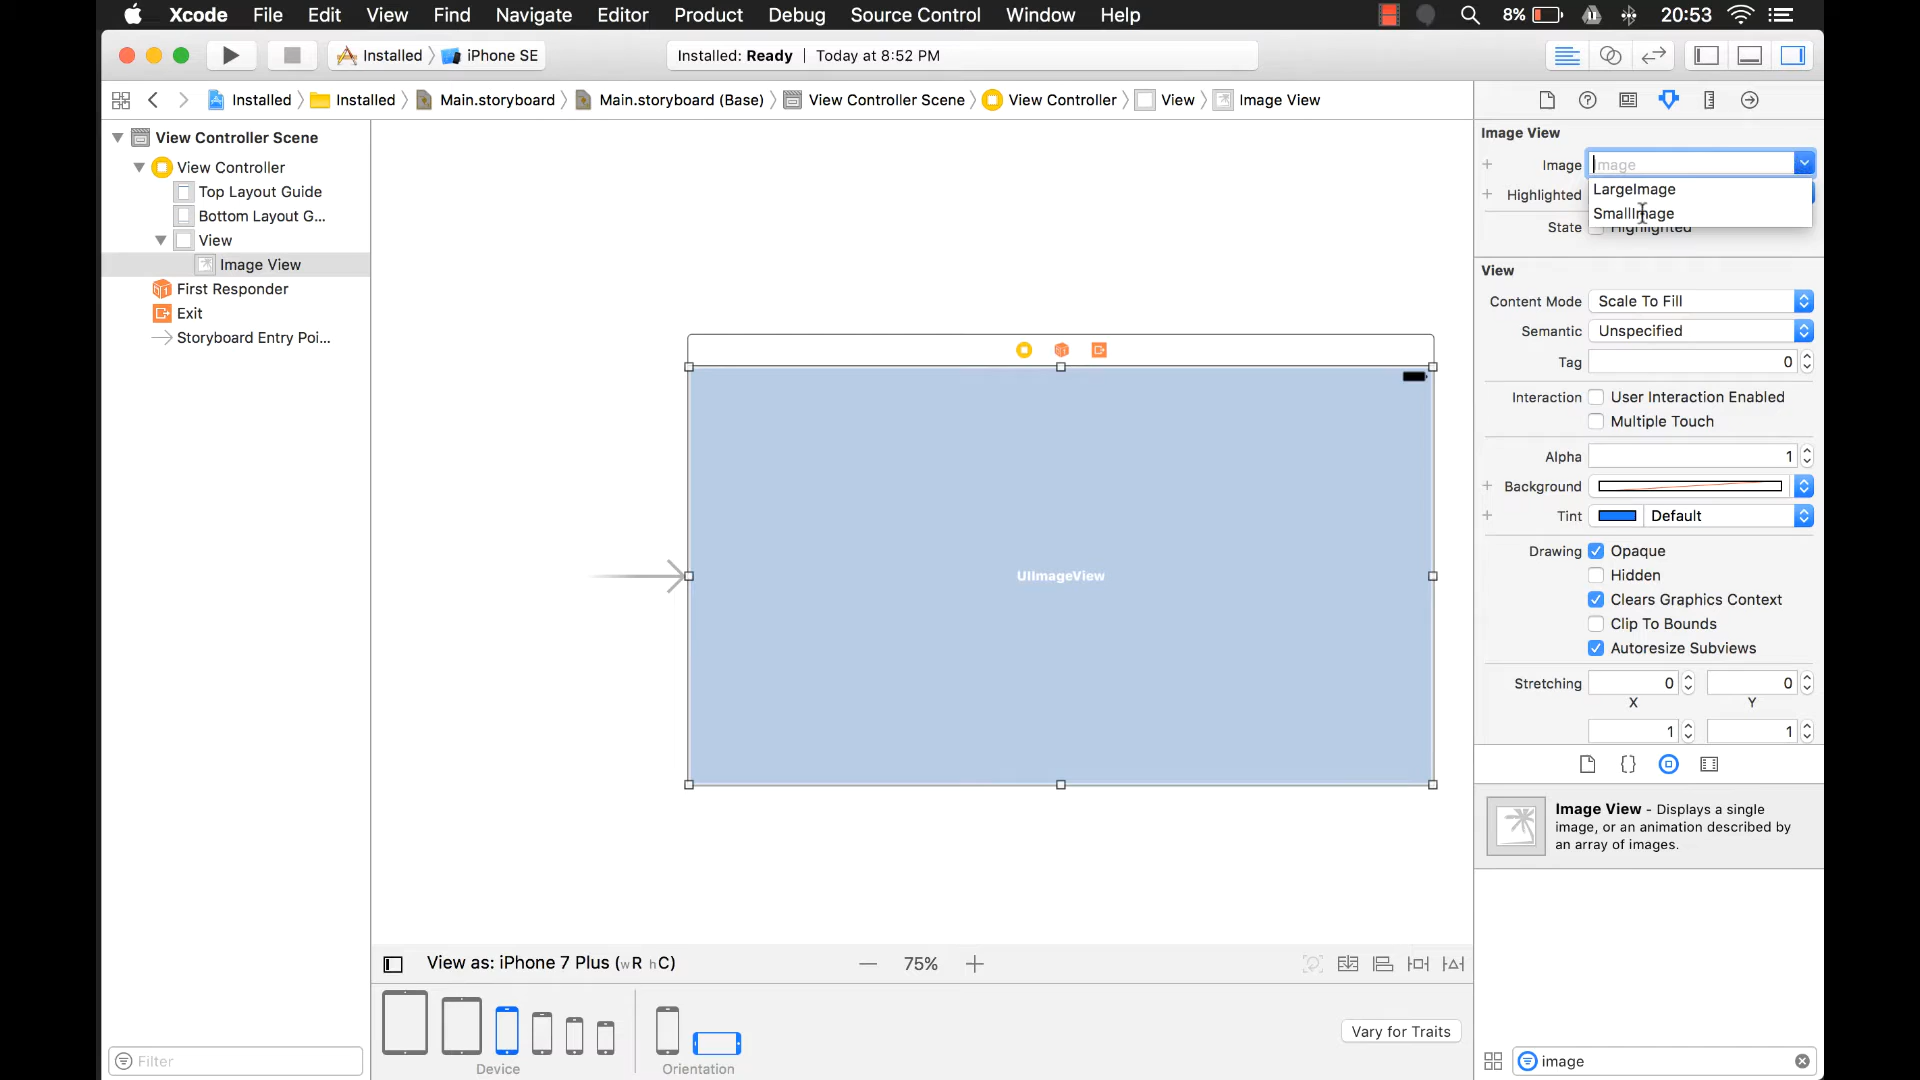 Xcode File Edit View Find Navigate Editor Product Debug Source Control Window Help 8% 20:53
Installed iPhone SE Installed: Ready | Today at 8:52 PM
Installed Installed Main.storyboard Main.storyboard (Base) View Controller Scene View Controller View Image View
View Controller Scene
View Controller
Top Layout Guide
Bottom Layout G...
View
Image View
First Responder
Exit
Storyboard Entry Poi...
Filter
UIImageView
View as: iPhone 7 Plus (wR hC) — 75% +
Device
Orientation
Vary for Traits
Image View
Image Image
LargeImage
Highlighted
SmallImage
State Highlighted
View
Content Mode Scale To Fill
Semantic Unspecified
Tag 0
Interaction User Interaction Enabled
Multiple Touch
Alpha 1
Background
Tint Default
Drawing Opaque
Hidden
Clears Graphics Context
Clip To Bounds
Autoresize Subviews
Stretching 0 0
X Y
1 1
Image View - Displays a single
image, or an animation described by
an array of images.
image